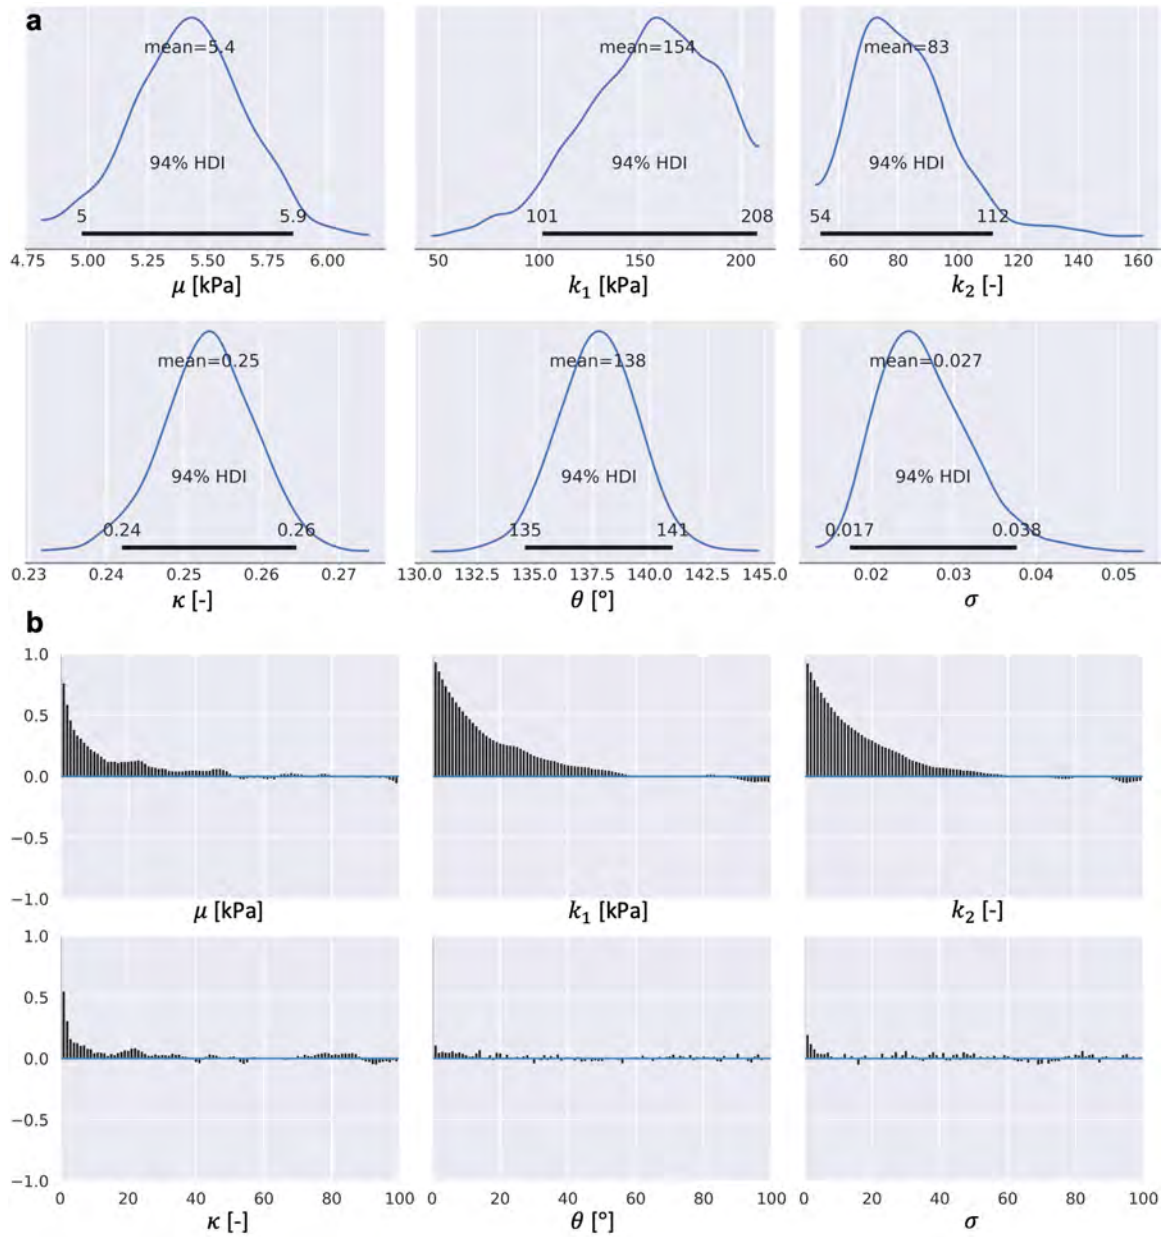 a
mean=5.4
94% HDI
5 5.9
4.75 5.00 5.25 5.50 5.75 6.00
μ [kPa]
mean=154
94% HDI
101 208
50 100 150 200
k₁ [kPa]
mean=83
94% HDI
54 112
60 80 100 120 140 160
k₂ [-]
mean=0.25
94% HDI
0.24 0.26
0.23 0.24 0.25 0.26 0.27
κ [-]
mean=138
94% HDI
135 141
130.0 132.5 135.0 137.5 140.0 142.5 145.0
θ [°]
mean=0.027
94% HDI
0.017 0.038
0.02 0.03 0.04 0.05
σ
b
1.0
0.5
0.0
−0.5
−1.0
μ [kPa] k₁ [kPa] k₂ [-]
1.0
0.5
0.0
−0.5
−1.0
0 20 40 60 80 100 0 20 40 60 80 100 20 40 60 80 100
κ [-] θ [°] σ